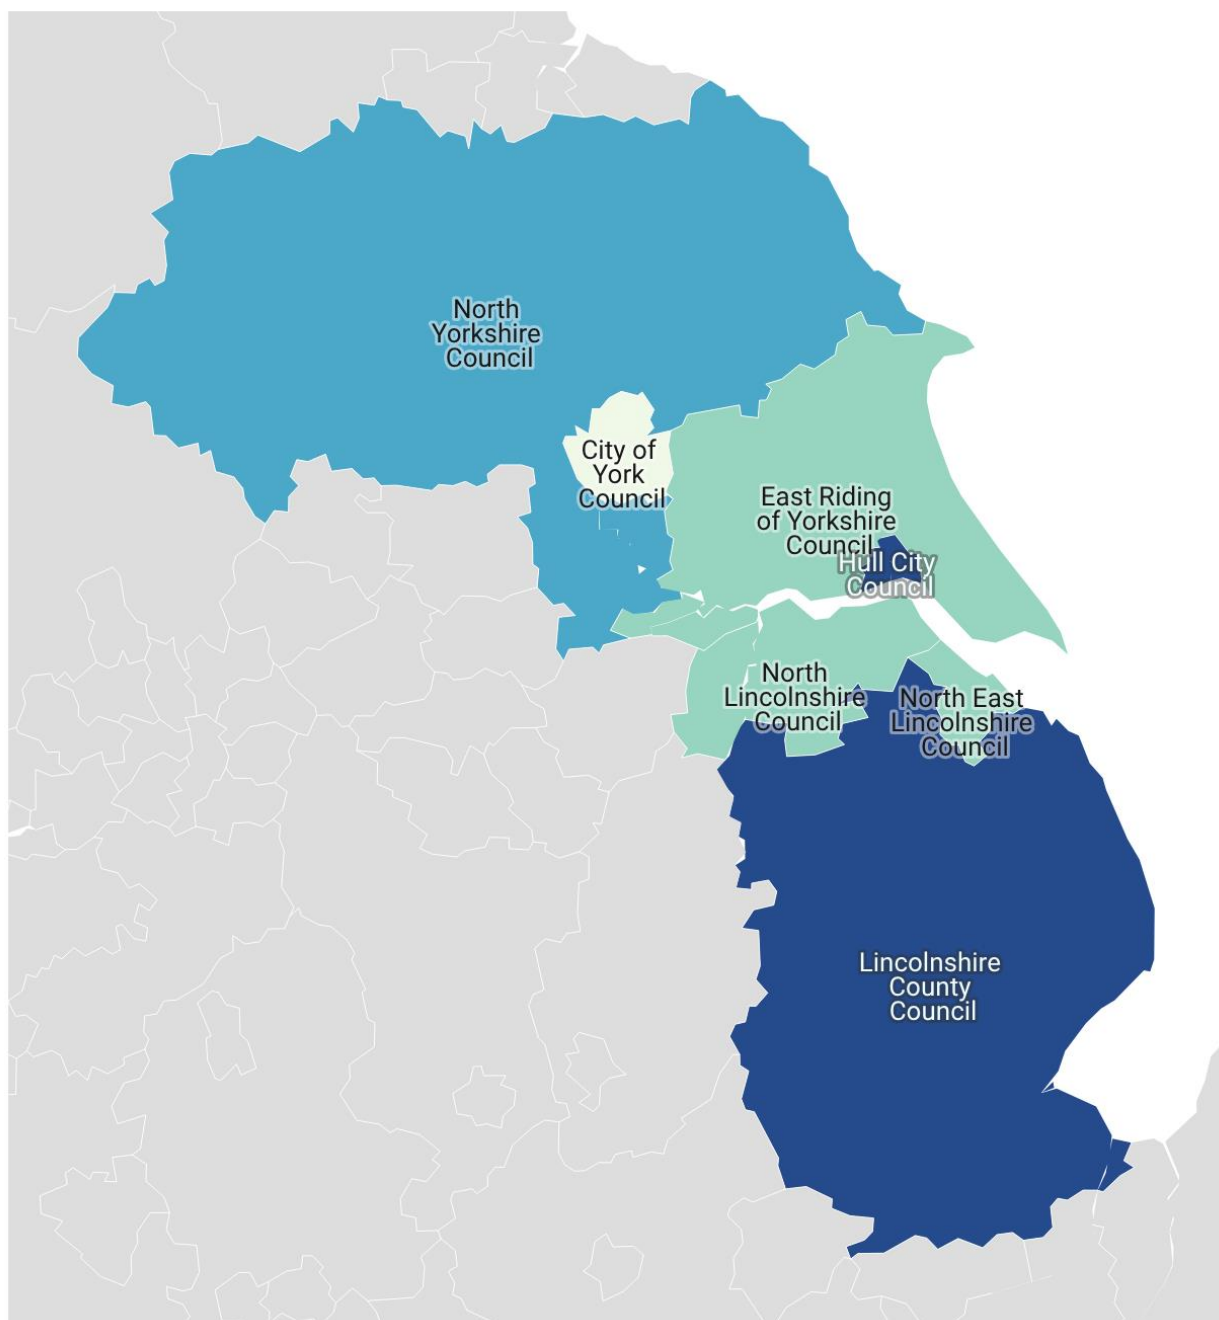 North
Yorkshire
Council
City of
York
Council
East Riding
of Yorkshire
Council
Hull City
Council
North
Lincolnshire
Council
North East
Lincolnshire
Council
Lincolnshire
County
Council